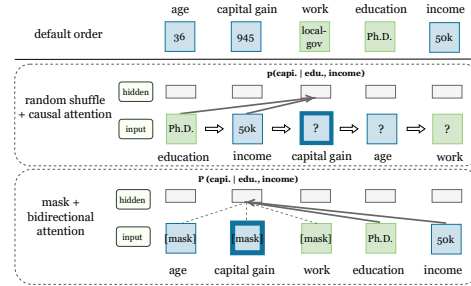 age capital gain work education income
default order 36 945 local-gov Ph.D. 50k
p(capi. | edu., income)
hidden
random shuffle + causal attention
input Ph.D. 50k ? ? ?
education income capital gain age work
P (capi. | edu., income)
hidden
mask + bidirectional attention
input [mask] [mask] [mask] Ph.D. 50k
age capital gain work education income